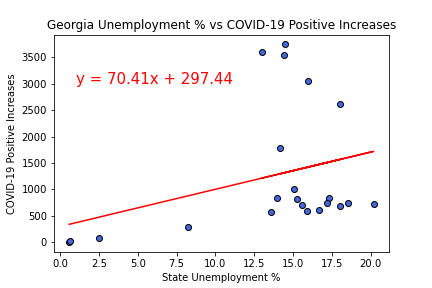 Georgia Unemployment % vs COVID-19 Positive Increases
y = 70.41x + 297.44
COVID-19 Positive Increases
3500
3000
2500
2000
1500
1000
500
0
0.0 2.5 5.0 7.5 10.0 12.5 15.0 17.5 20.0
State Unemployment %